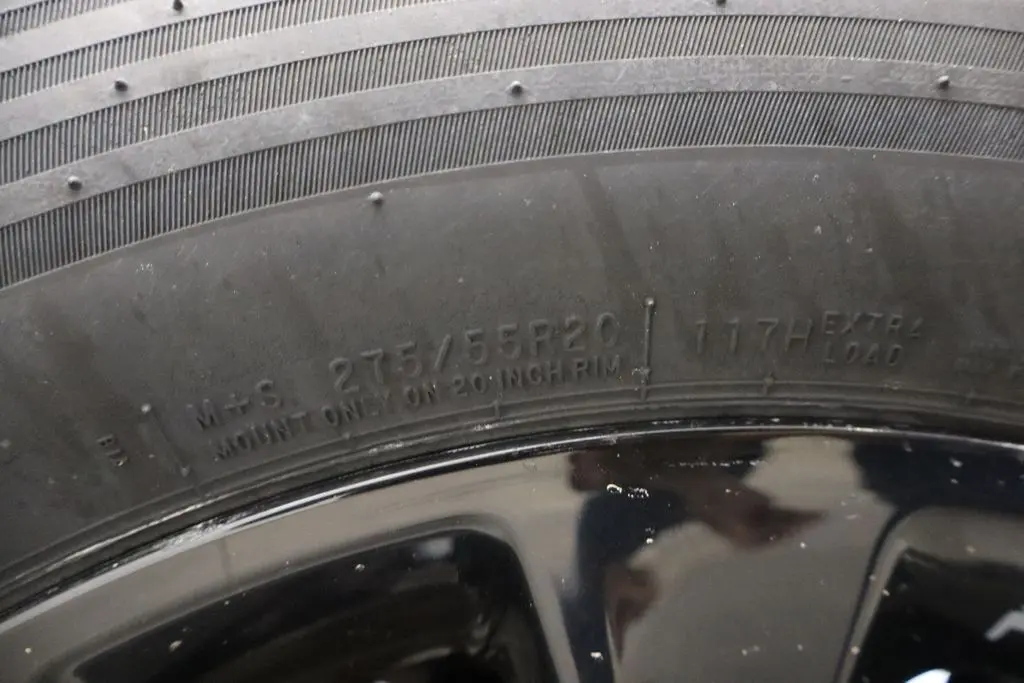 M+S 275/55R20 117H EXTRA
LOAD
MOUNT ONLY ON 20 INCH RIM